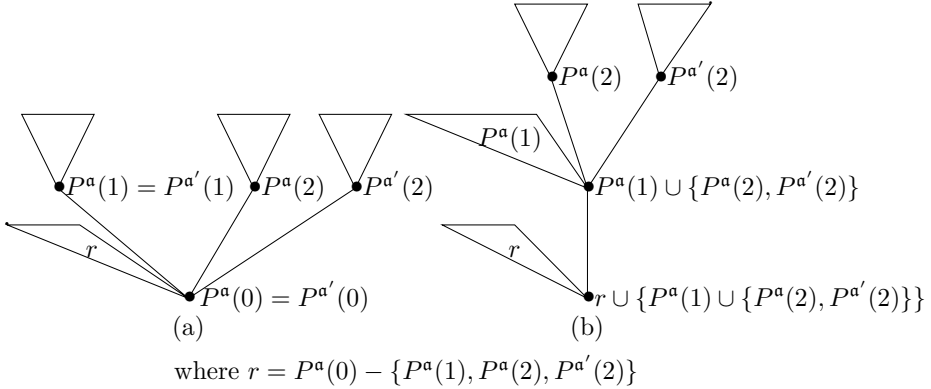 P^𝔞(2) P^𝔞'(2)
P^𝔞(1)
P^𝔞(1) = P^𝔞'(1) P^𝔞(2) P^𝔞'(2) P^𝔞(1) ∪ {P^𝔞(2), P^𝔞'(2)}
r r
P^𝔞(0) = P^𝔞'(0) r ∪ {P^𝔞(1) ∪ {P^𝔞(2), P^𝔞'(2)}}
(a) (b)
where r = P^𝔞(0) − {P^𝔞(1), P^𝔞(2), P^𝔞'(2)}